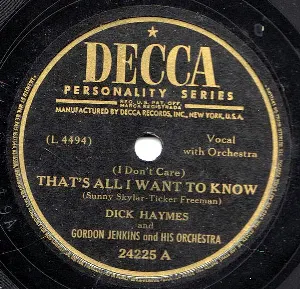 DECCA
PERSONALITY SERIES
REG. U.S. PAT. OFF.
MARCA REGISTRADA
MANUFACTURED BY DECCA RECORDS, INC., NEW YORK, U.S.A.
(L 4494)
Vocal
with Orchestra
(I Don't Care)
THAT'S ALL I WANT TO KNOW
(Sunny Skylar-Ticker Freeman)
DICK HAYMES
and
GORDON JENKINS and HIS ORCHESTRA
24225 A